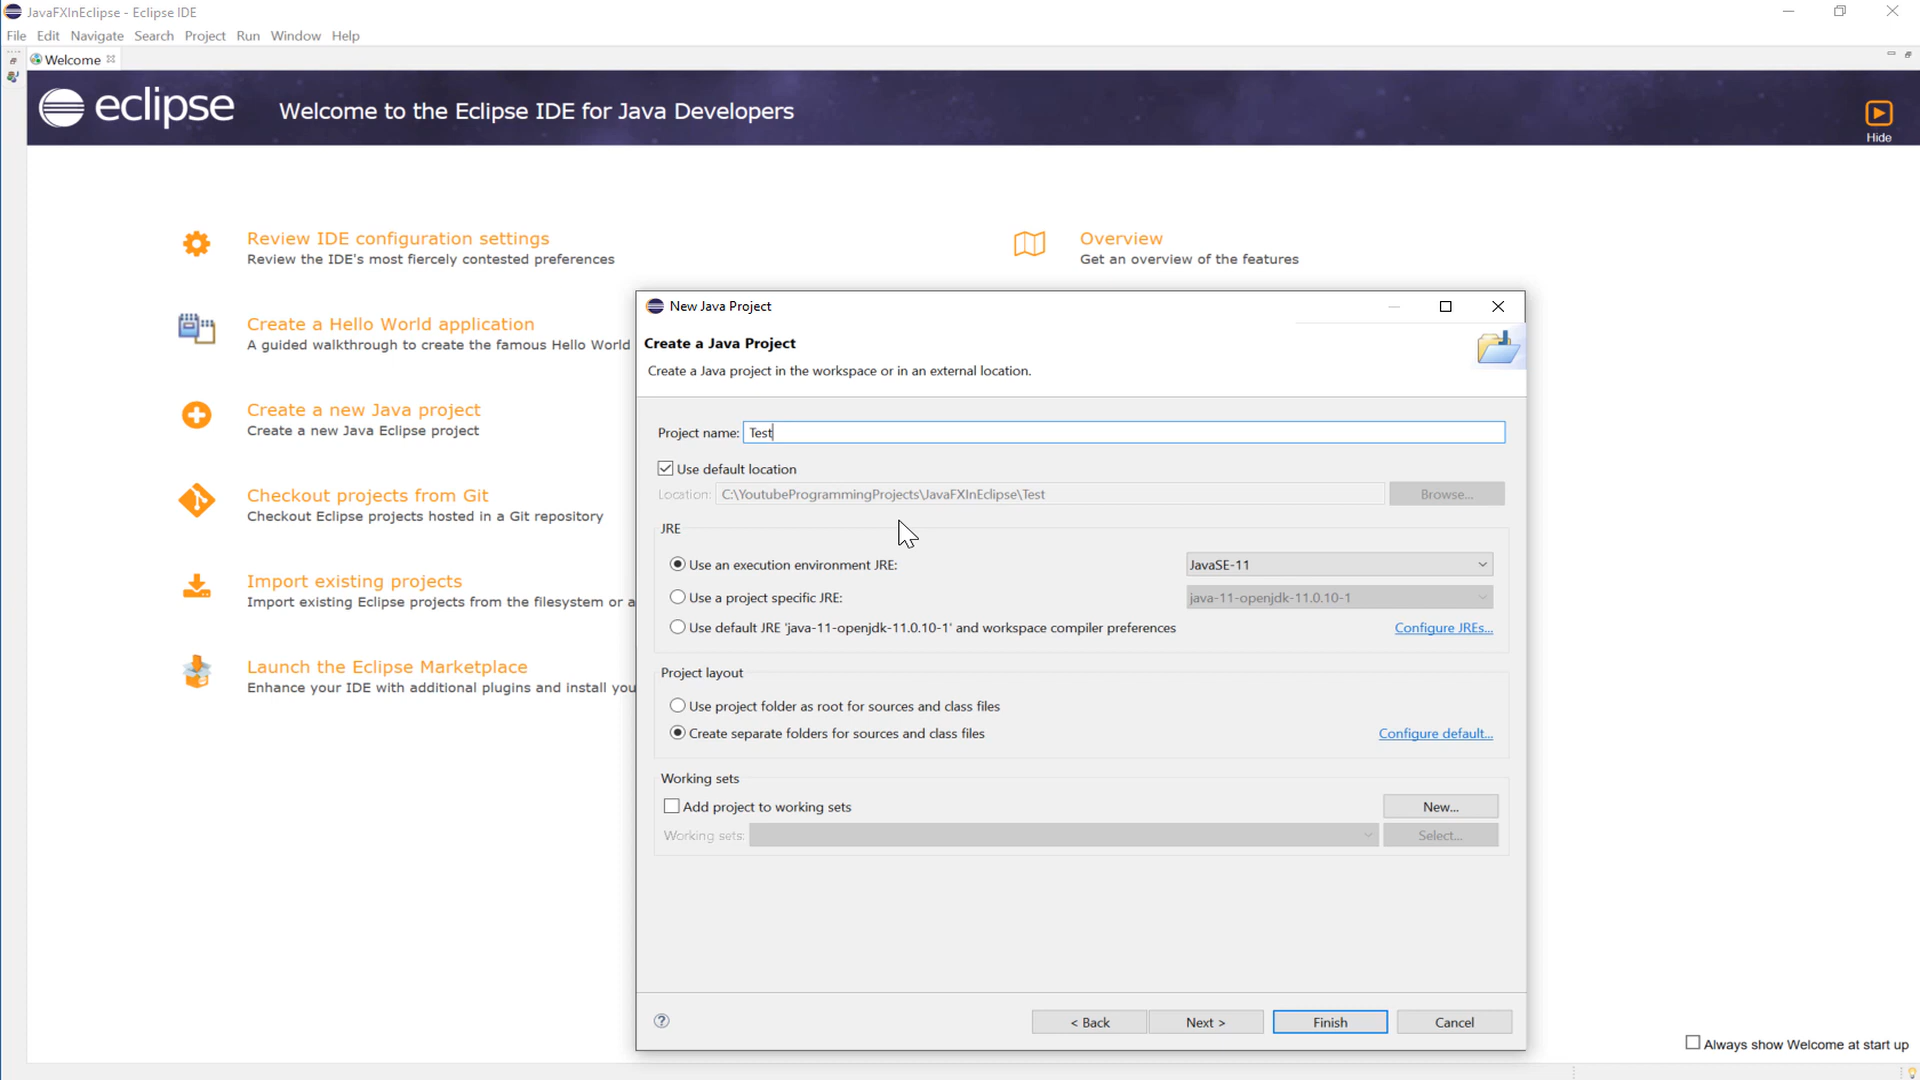 JavaFXInEclipse - Eclipse IDE
File Edit Navigate Search Project Run Window Help
Welcome
eclipse
Welcome to the Eclipse IDE for Java Developers
Hide
Review IDE configuration settings
Review the IDE's most fiercely contested preferences
Overview
Get an overview of the features
Create a Hello World application
A guided walkthrough to create the famous Hello World
Create a new Java project
Create a new Java Eclipse project
Checkout projects from Git
Checkout Eclipse projects hosted in a Git repository
Import existing projects
Import existing Eclipse projects from the filesystem or a
Launch the Eclipse Marketplace
Enhance your IDE with additional plugins and install you
New Java Project
Create a Java Project
Create a Java project in the workspace or in an external location.
Project name: Test
Use default location
Location: C:\YoutubeProgrammingProjects\JavaFXInEclipse\Test Browse...
JRE
Use an execution environment JRE: JavaSE-11
Use a project specific JRE: java-11-openjdk-11.0.10-1
Use default JRE 'java-11-openjdk-11.0.10-1' and workspace compiler preferences Configure JREs...
Project layout
Use project folder as root for sources and class files
Create separate folders for sources and class files Configure default...
Working sets
Add project to working sets New...
Working sets: Select...
? < Back Next > Finish Cancel
Always show Welcome at start up